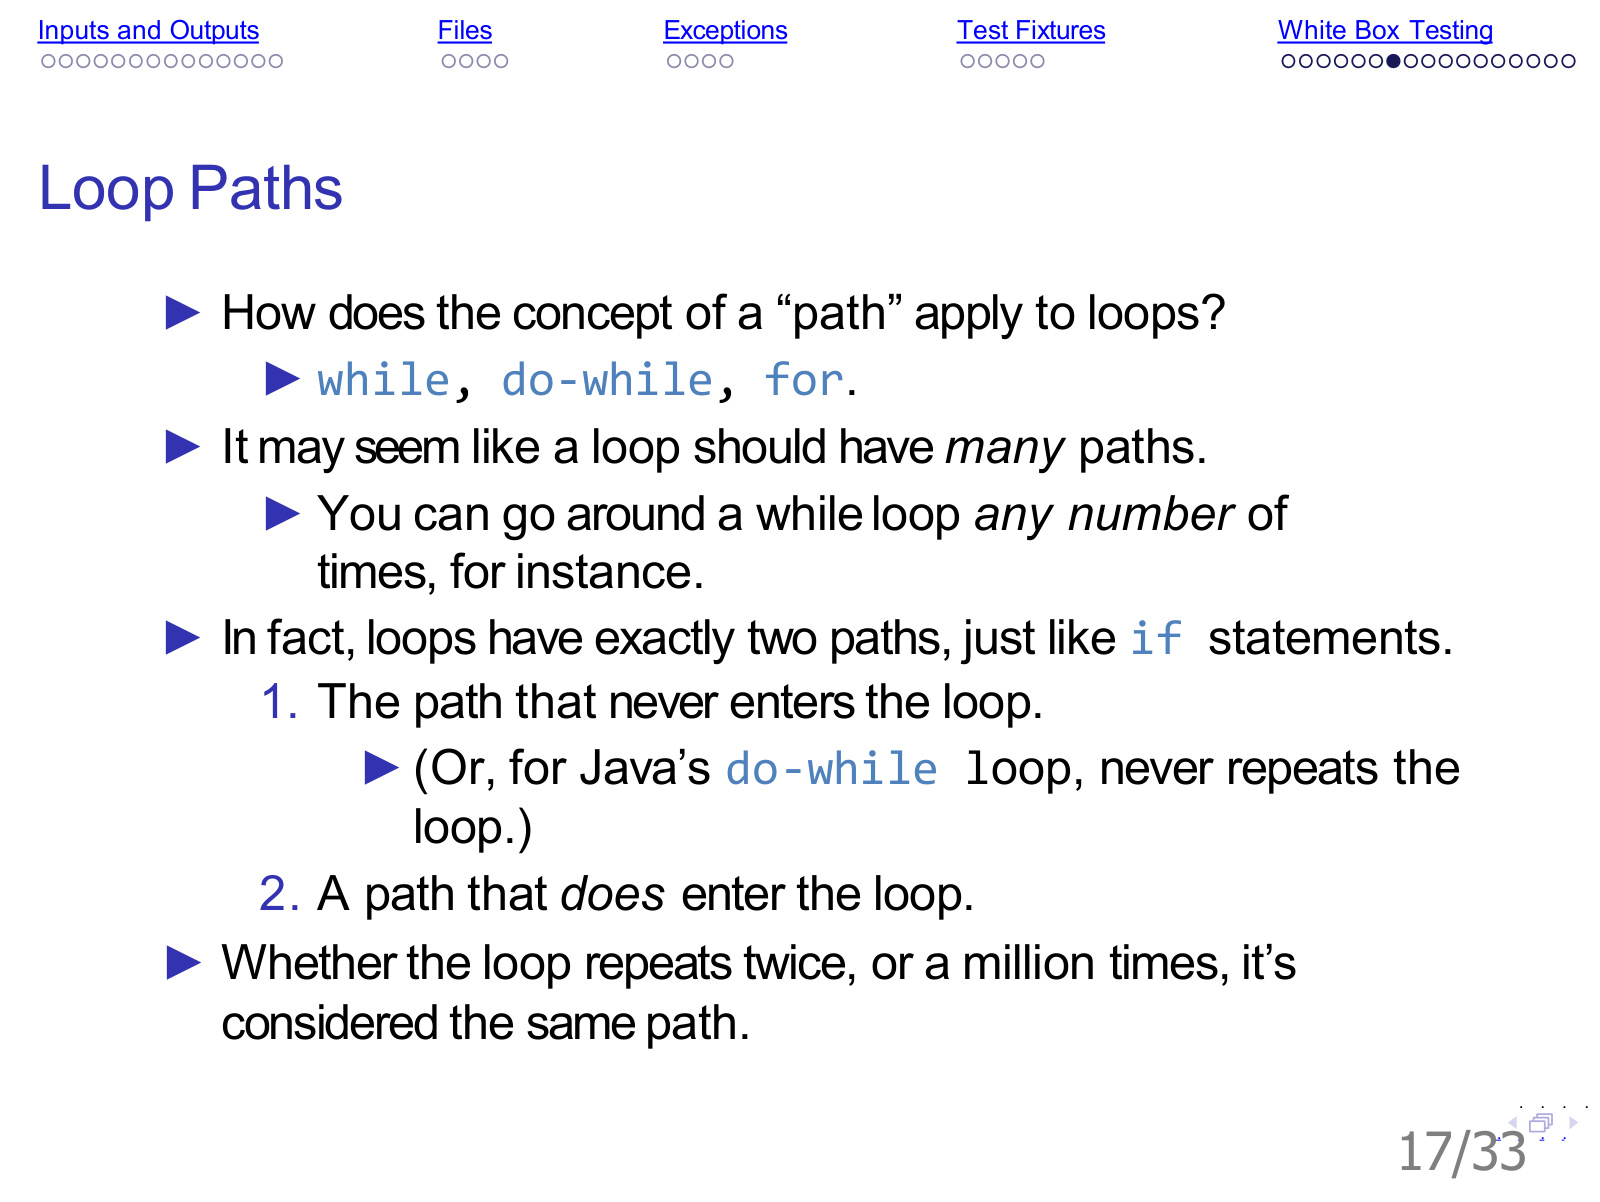 Inputs and Outputs Files Exceptions Test Fixtures White Box Testing
Loop Paths
How does the concept of a “path” apply to loops?
while, do-while, for.
It may seem like a loop should have many paths.
You can go around a while loop any number of
times, for instance.
In fact, loops have exactly two paths, just like if statements.
1. The path that never enters the loop.
(Or, for Java’s do-while loop, never repeats the
loop.)
2. A path that does enter the loop.
Whether the loop repeats twice, or a million times, it’s
considered the same path.
17/33